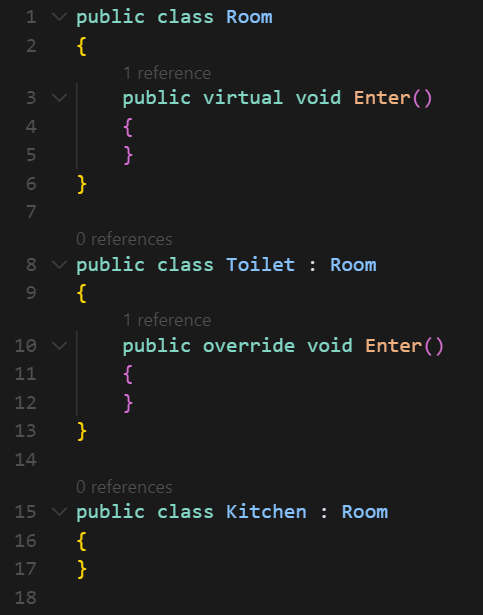 1 public class Room
2 {
1 reference
3 public virtual void Enter()
4 {
5 }
6 }
7
0 references
8 public class Toilet : Room
9 {
1 reference
10 public override void Enter()
11 {
12 }
13 }
14
0 references
15 public class Kitchen : Room
16 {
17 }
18